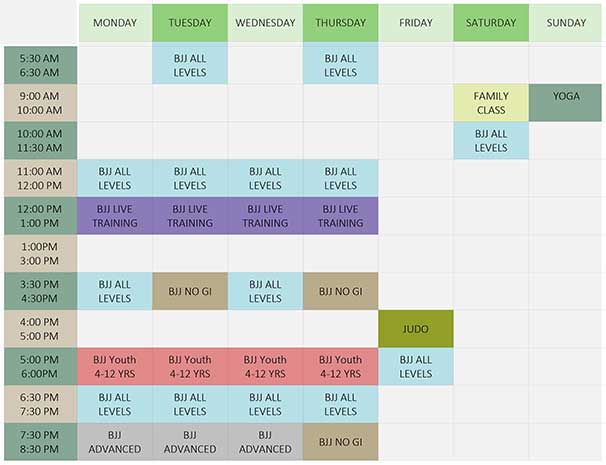 MONDAY TUESDAY WEDNESDAY THURSDAY FRIDAY SATURDAY SUNDAY
5:30 AM BJJ ALL BJJ ALL
6:30 AM LEVELS LEVELS
9:00 AM FAMILY YOGA
10:00 AM CLASS
10:00 AM BJJ ALL
11:30 AM LEVELS
11:00 AM BJJ ALL BJJ ALL BJJ ALL BJJ ALL
12:00 PM LEVELS LEVELS LEVELS LEVELS
12:00 PM BJJ LIVE BJJ LIVE BJJ LIVE BJJ LIVE
1:00 PM TRAINING TRAINING TRAINING TRAINING
1:00PM
3:00 PM
3:30 PM BJJ ALL BJJ NO GI BJJ ALL BJJ NO GI
4:30PM LEVELS LEVELS
4:00 PM JUDO
5:00 PM
5:00 PM BJJ Youth BJJ Youth BJJ Youth BJJ Youth BJJ ALL
6:00PM 4-12 YRS 4-12 YRS 4-12 YRS 4-12 YRS LEVELS
6:30 PM BJJ ALL BJJ ALL BJJ ALL BJJ ALL
7:30 PM LEVELS LEVELS LEVELS LEVELS
7:30 PM BJJ BJJ BJJ BJJ NO GI
8:30 PM ADVANCED ADVANCED ADVANCED